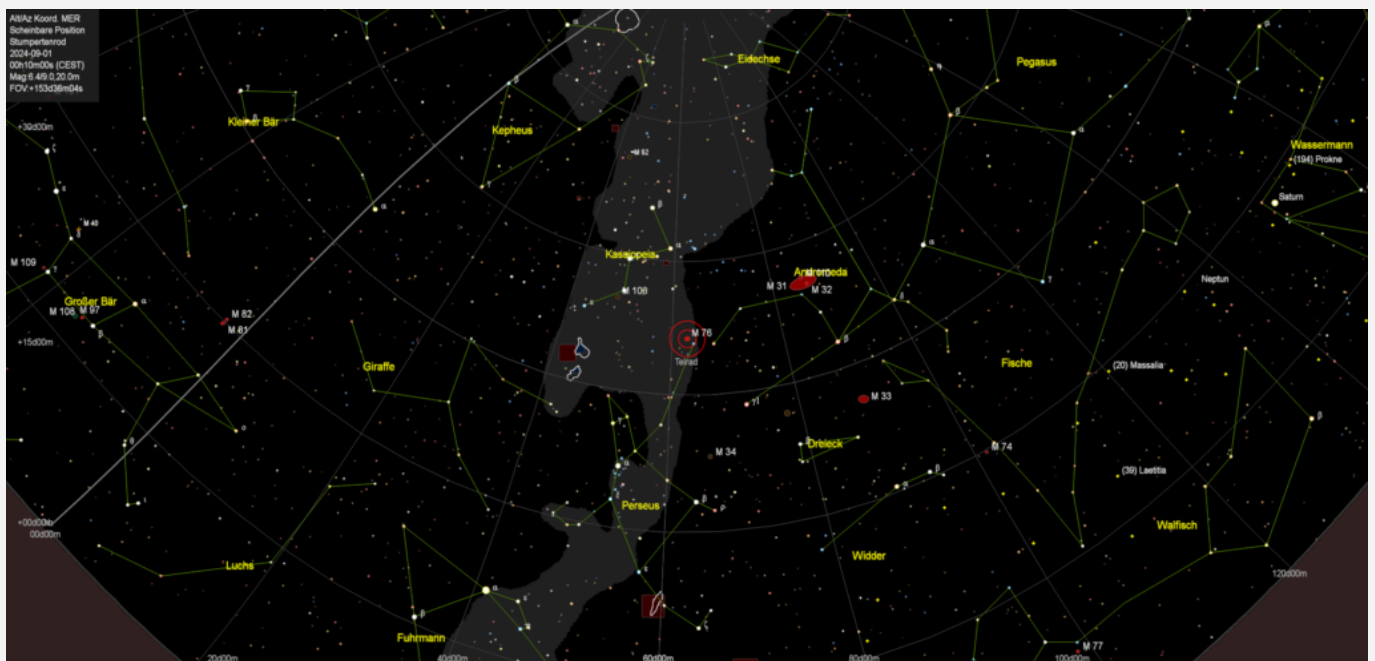 Alt/Az Koord. MER
Scheinbare Position
Stumpertenrod
2024-09-01
00h10m00s (CEST)
Mag:6.4/9.0,20.0m
FOV:+153d36m04s
Eidechse
Pegasus
Kleiner Bär
Kepheus
+30d00m
Wassermann
(194) Prokne
M 52
Saturn
M 40
Kassiopeia
M 109
Andromeda
M 31
M 32
Neptun
Großer Bär
M 108
M 97
M 82
M 81
M 76
Telrad
+15d00m
Giraffe
Fische
(20) Massalia
M 33
Dreieck
M 34
M 74
(39) Laetitia
Perseus
+00d00m
00d00m
Walfisch
Widder
Luchs
120d00m
Fuhrmann
M 77
20d00m
40d00m
60d00m
80d00m
100d00m